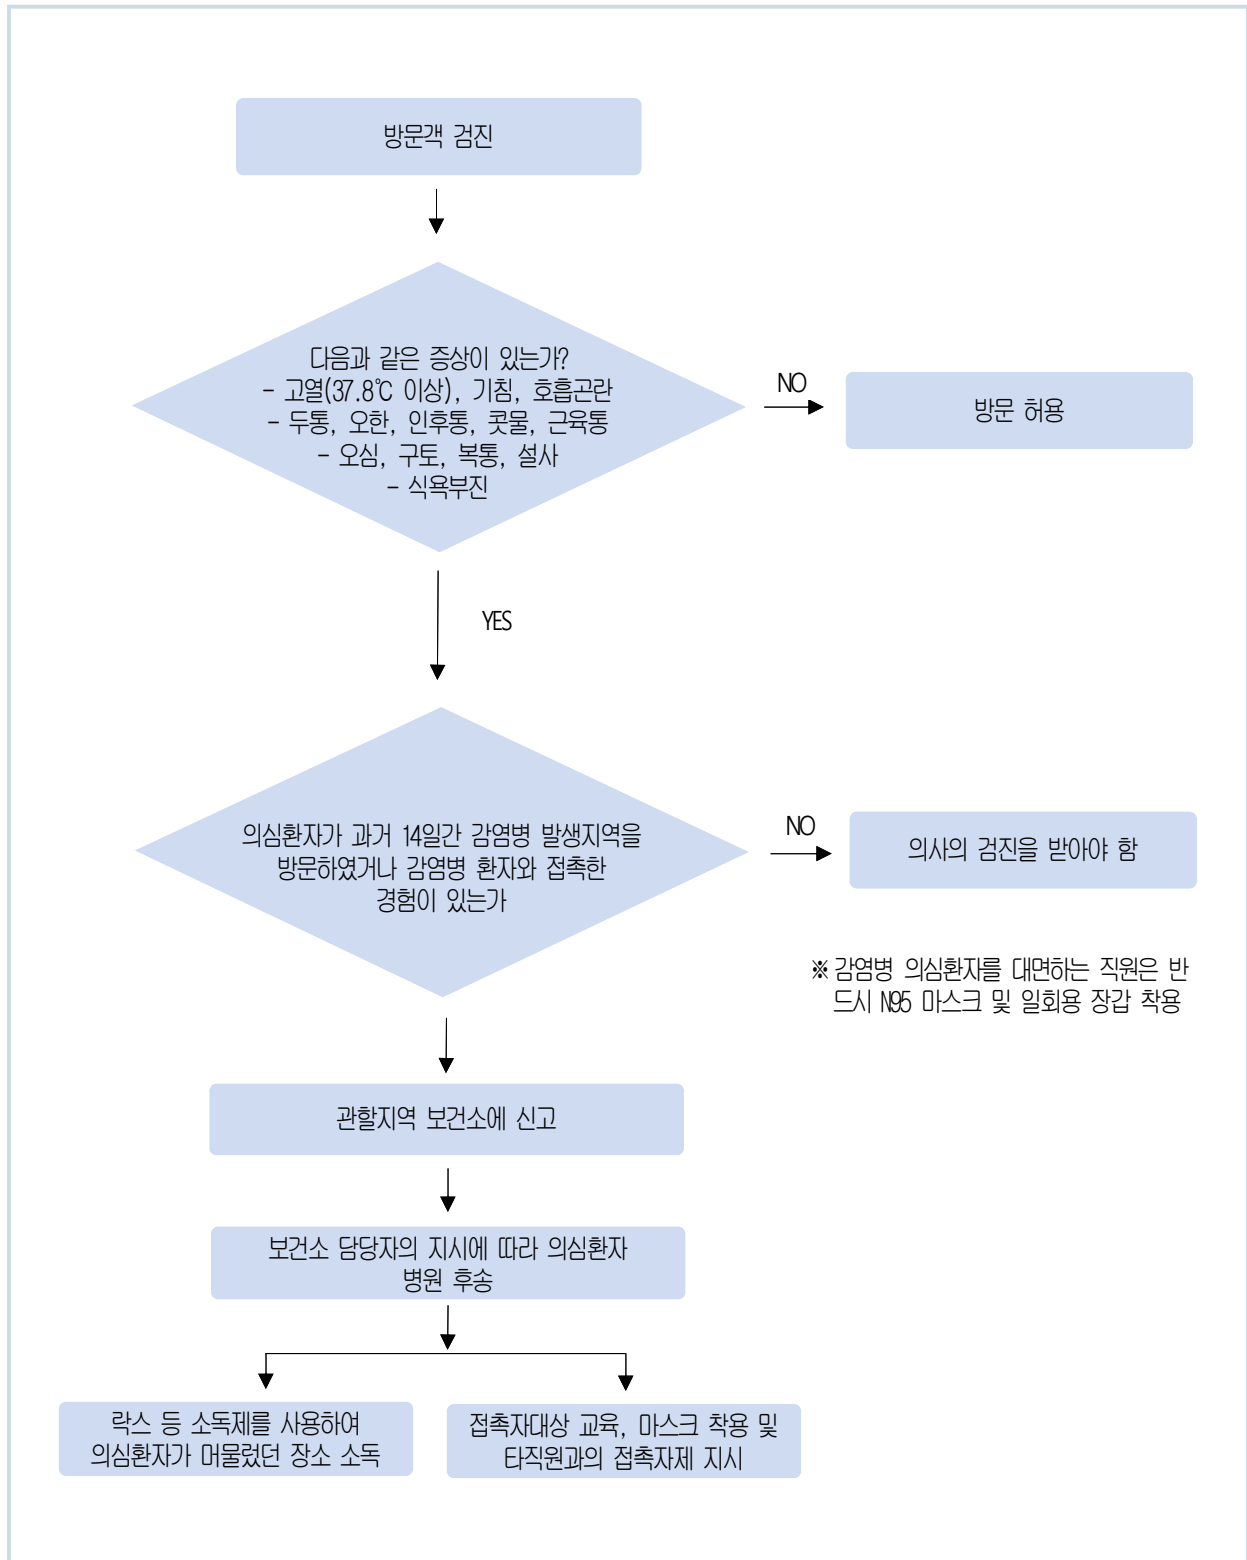 방문객 검진
다음과 같은 증상이 있는가?
- 고열(37.8℃ 이상), 기침, 호흡곤란
- 두통, 오한, 인후통, 콧물, 근육통
- 오심, 구토, 복통, 설사
- 식욕부진
NO
방문 허용
YES
의심환자가 과거 14일간 감염병 발생지역을
방문하였거나 감염병 환자와 접촉한
경험이 있는가
NO
의사의 검진을 받아야 함
※ 감염병 의심환자를 대면하는 직원은 반
드시 N95 마스크 및 일회용 장갑 착용
관할지역 보건소에 신고
보건소 담당자의 지시에 따라 의심환자
병원 후송
락스 등 소독제를 사용하여
의심환자가 머물렀던 장소 소독
접촉자대상 교육, 마스크 착용 및
타직원과의 접촉자제 지시